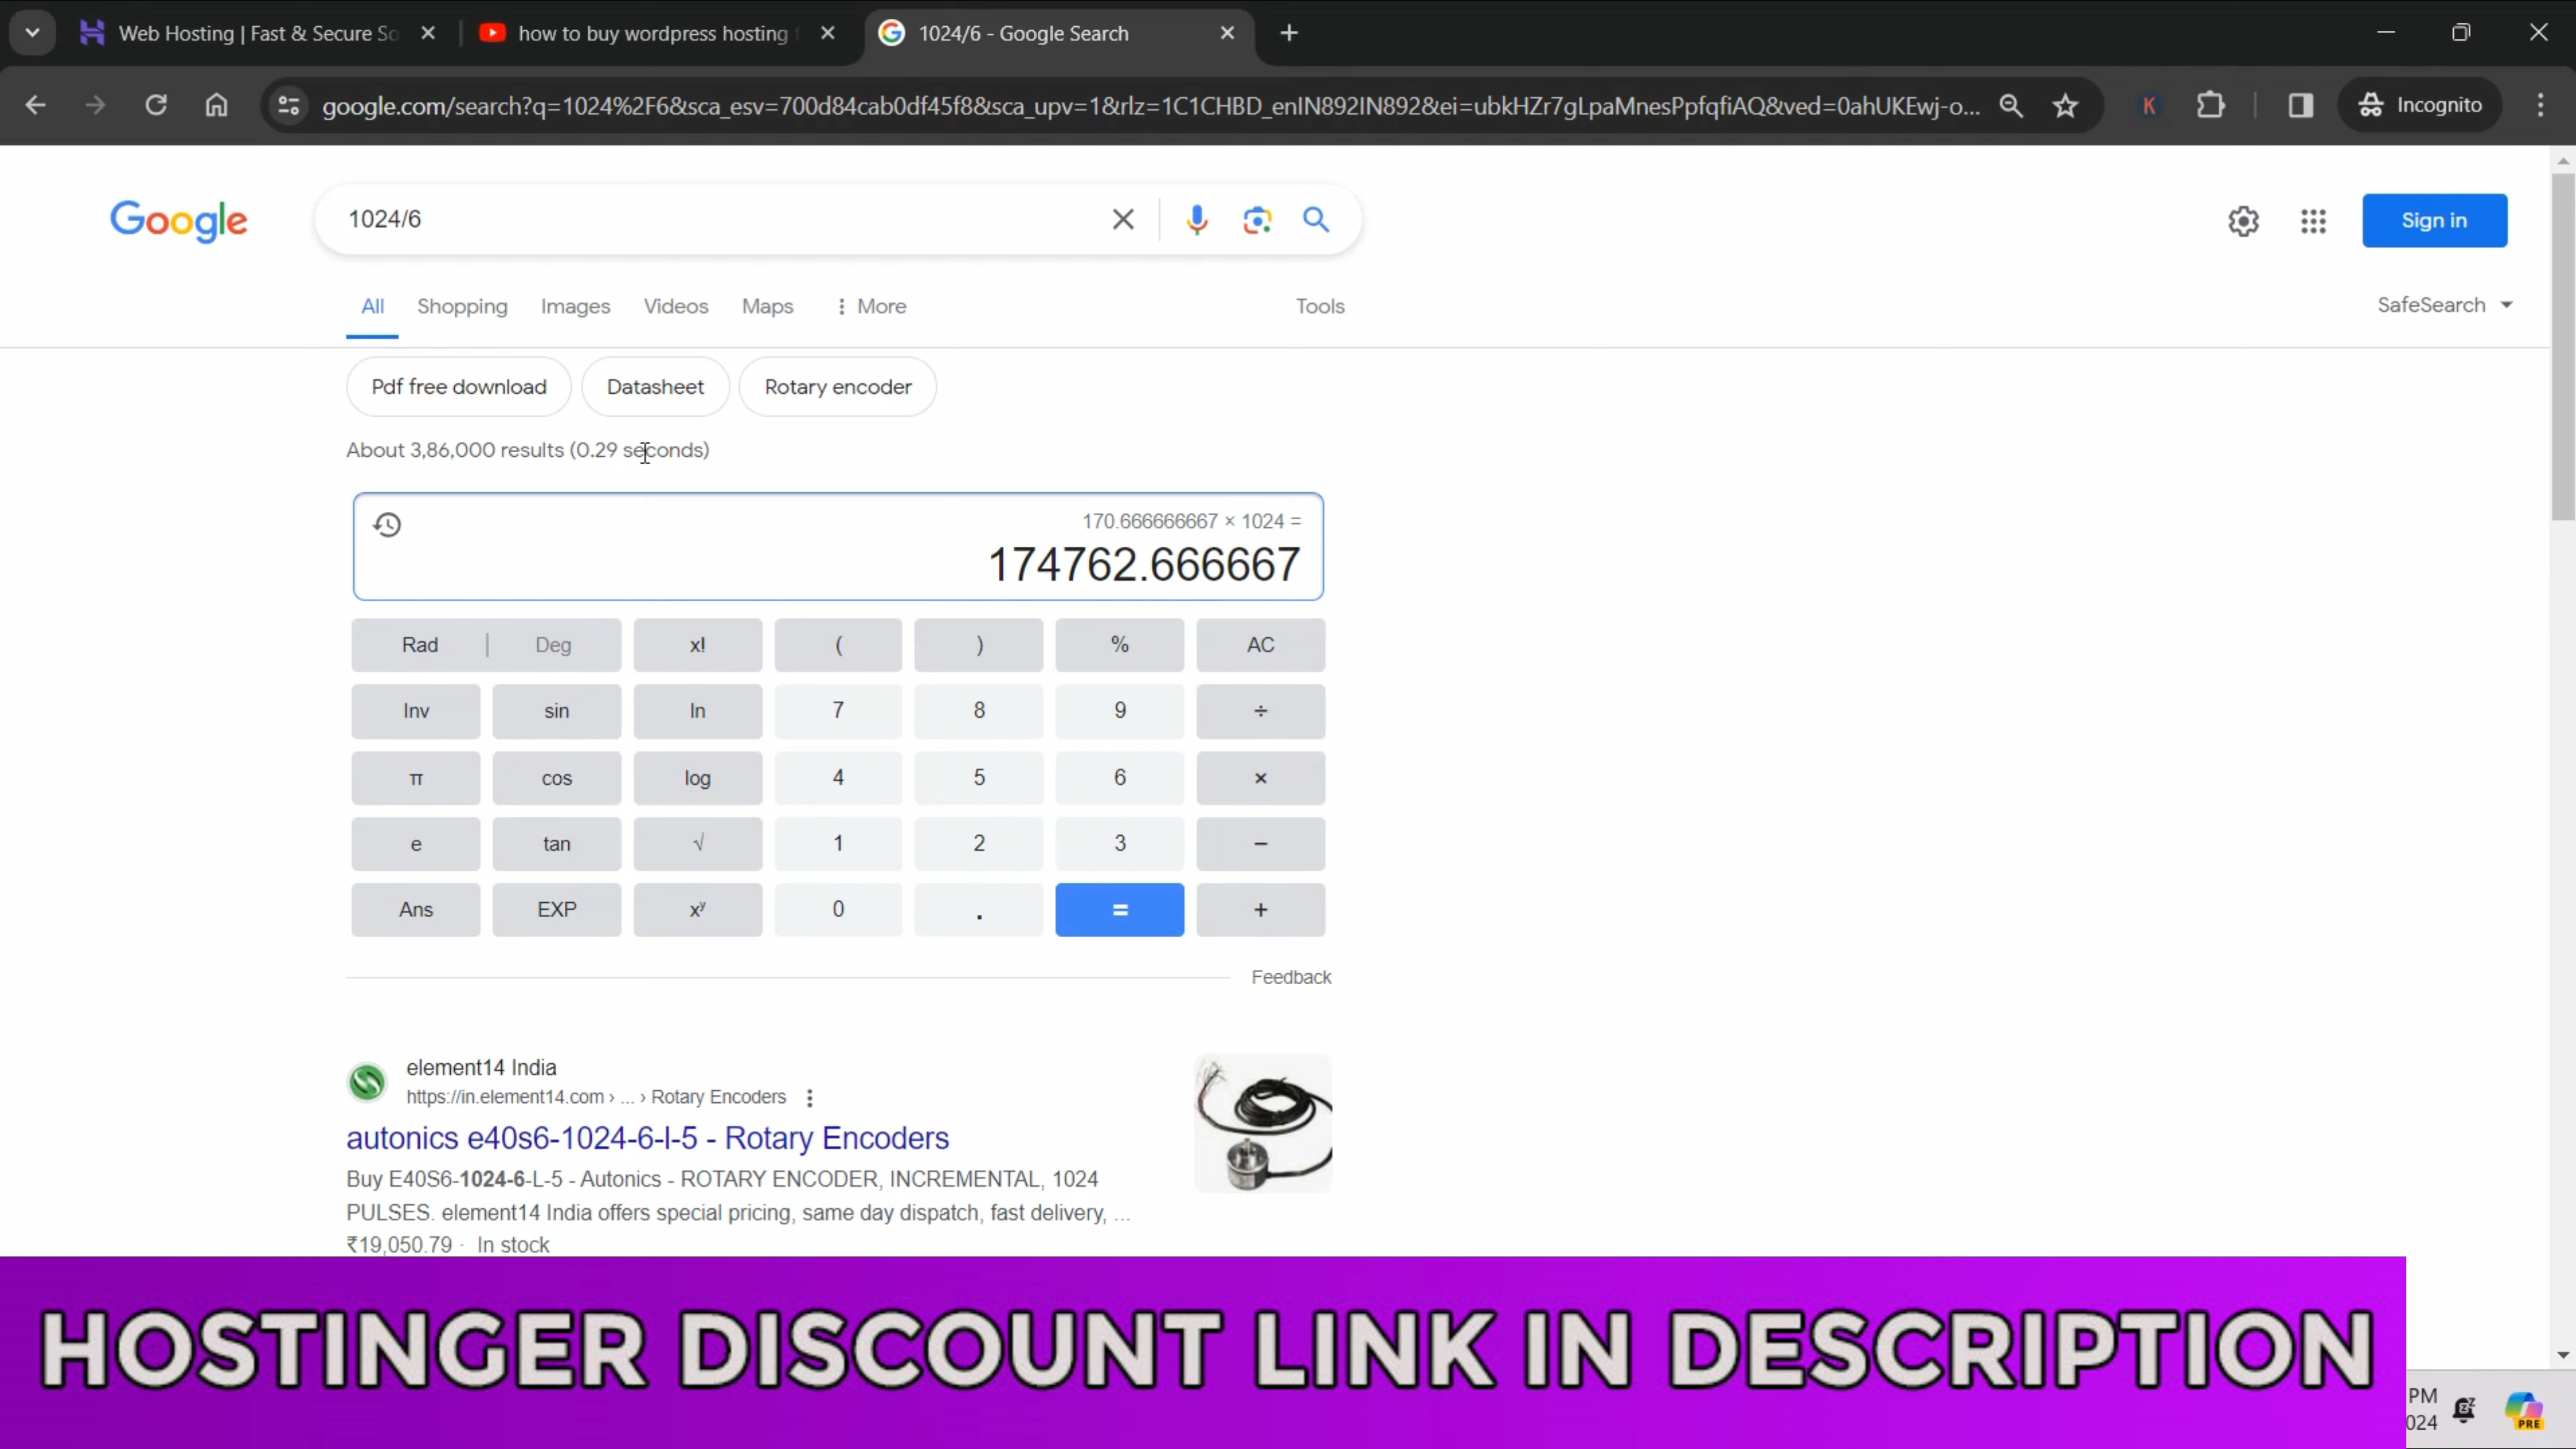 Web Hosting | Fast & Secure So
how to buy wordpress hosting
1024/6 - Google Search
google.com/search?q=1024%2F6&sca_esv=700d84cab0df45f8&sca_upv=1&rlz=1C1CHBD_enIN892IN892&ei=ubkHZr7gLpaMnesPpfqfiAQ&ved=0ahUKEwj-o...
K
Incognito
Google
1024/6
Sign in
All Shopping Images Videos Maps More Tools
SafeSearch
Pdf free download Datasheet Rotary encoder
About 3,86,000 results (0.29 seconds)
170.666666667 × 1024 =
174762.666667
Rad | Deg x! ( ) % AC
Inv sin ln 7 8 9 ÷
π cos log 4 5 6 ×
e tan √ 1 2 3 −
Ans EXP xʸ 0 . = +
Feedback
element14 India
https://in.element14.com › ... › Rotary Encoders
autonics e40s6-1024-6-l-5 - Rotary Encoders
Buy E40S6-1024-6-L-5 - Autonics - ROTARY ENCODER, INCREMENTAL, 1024
PULSES. element14 India offers special pricing, same day dispatch, fast delivery, ...
₹19,050.79 · In stock
HOSTINGER DISCOUNT LINK IN DESCRIPTION
PM
024
PRE